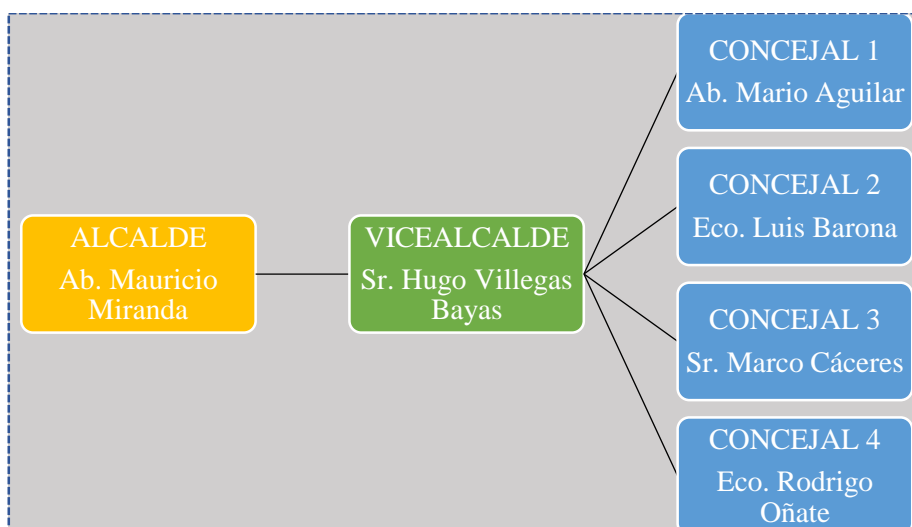 ALCALDE
Ab. Mauricio
Miranda
VICEALCALDE
Sr. Hugo Villegas
Bayas
CONCEJAL 1
Ab. Mario Aguilar
CONCEJAL 2
Eco. Luis Barona
CONCEJAL 3
Sr. Marco Cáceres
CONCEJAL 4
Eco. Rodrigo
Oñate